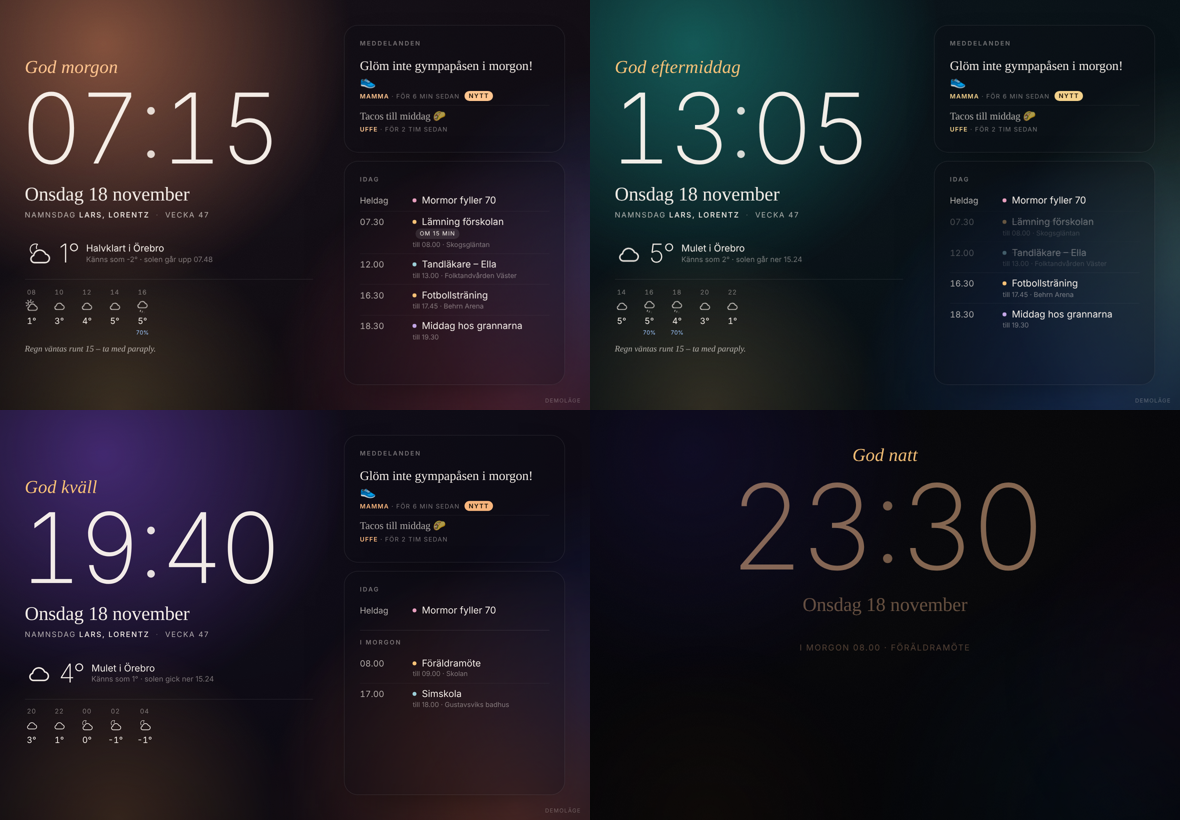 God morgon
07:15
Onsdag 18 november
NAMNSDAG LARS, LORENTZ · VECKA 47
1° Halvklart i Örebro
Känns som -2° · solen går upp 07.48
08 10 12 14 16
1° 3° 4° 5° 5°
70%
Regn väntas runt 15 – ta med paraply.
MEDDELANDEN
Glöm inte gympapåsen i morgon!
👟
MAMMA · FÖR 6 MIN SEDAN NYTT
Tacos till middag 🌮
UFFE · FÖR 2 TIM SEDAN
IDAG
Heldag Mormor fyller 70
07.30 Lämning förskolan
OM 15 MIN
till 08.00 · Skogsgläntan
12.00 Tandläkare – Ella
till 13.00 · Folktandvården Väster
16.30 Fotbollsträning
till 17.45 · Behrn Arena
18.30 Middag hos grannarna
till 19.30
DEMOLÄGE
God eftermiddag
13:05
Onsdag 18 november
NAMNSDAG LARS, LORENTZ · VECKA 47
5° Mulet i Örebro
Känns som 2° · solen går ner 15.24
14 16 18 20 22
5° 5° 4° 3° 1°
70% 70%
Regn väntas runt 15 – ta med paraply.
MEDDELANDEN
Glöm inte gympapåsen i morgon!
👟
MAMMA · FÖR 6 MIN SEDAN NYTT
Tacos till middag 🌮
UFFE · FÖR 2 TIM SEDAN
IDAG
Heldag Mormor fyller 70
07.30 Lämning förskolan
till 08.00 · Skogsgläntan
12.00 Tandläkare – Ella
till 13.00 · Folktandvården Väster
16.30 Fotbollsträning
till 17.45 · Behrn Arena
18.30 Middag hos grannarna
till 19.30
DEMOLÄGE
God kväll
19:40
Onsdag 18 november
NAMNSDAG LARS, LORENTZ · VECKA 47
4° Mulet i Örebro
Känns som 1° · solen gick ner 15.24
20 22 00 02 04
3° 1° 0° -1° -1°
MEDDELANDEN
Glöm inte gympapåsen i morgon!
👟
MAMMA · FÖR 6 MIN SEDAN NYTT
Tacos till middag 🌮
UFFE · FÖR 2 TIM SEDAN
IDAG
Heldag Mormor fyller 70
I MORGON
08.00 Föräldramöte
till 09.00 · Skolan
17.00 Simskola
till 18.00 · Gustavsviks badhus
DEMOLÄGE
God natt
23:30
Onsdag 18 november
I MORGON 08.00 · FÖRÄLDRAMÖTE